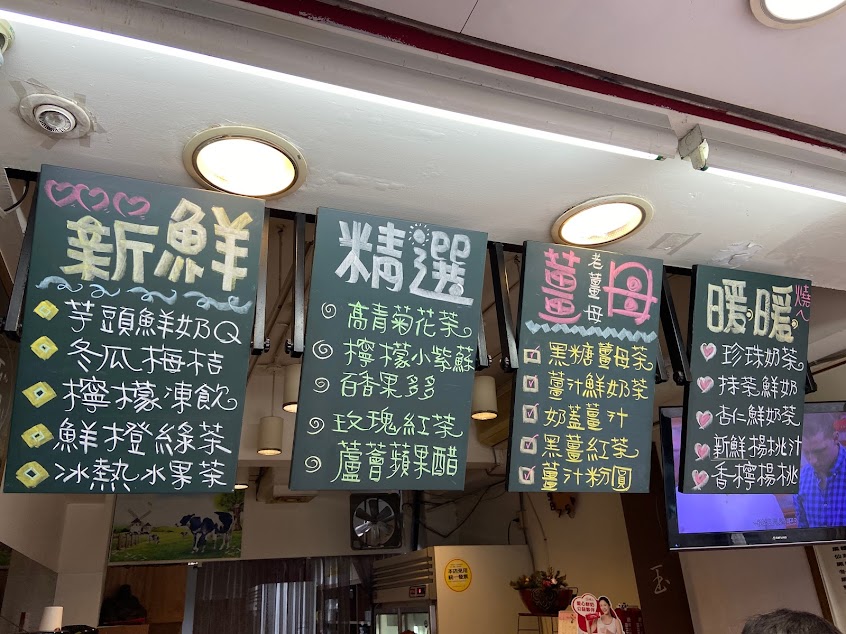 新鮮
芋頭鮮奶Q
冬瓜梅桔
檸檬凍飲
鮮橙綠茶
冰熱水果茶
精選
高青菊花茶
檸檬小紫蘇
百香果多多
玫瑰紅茶
蘆薈蘋果醋
薑母
老薑母
黑糖薑母茶
薑汁鮮奶茶
奶蓋薑汁
黑薑紅茶
薑汁粉圓
暖暖
燒
珍珠奶茶
抹茶鮮奶
杏仁鮮奶茶
新鮮楊桃汁
香檸楊桃
玉